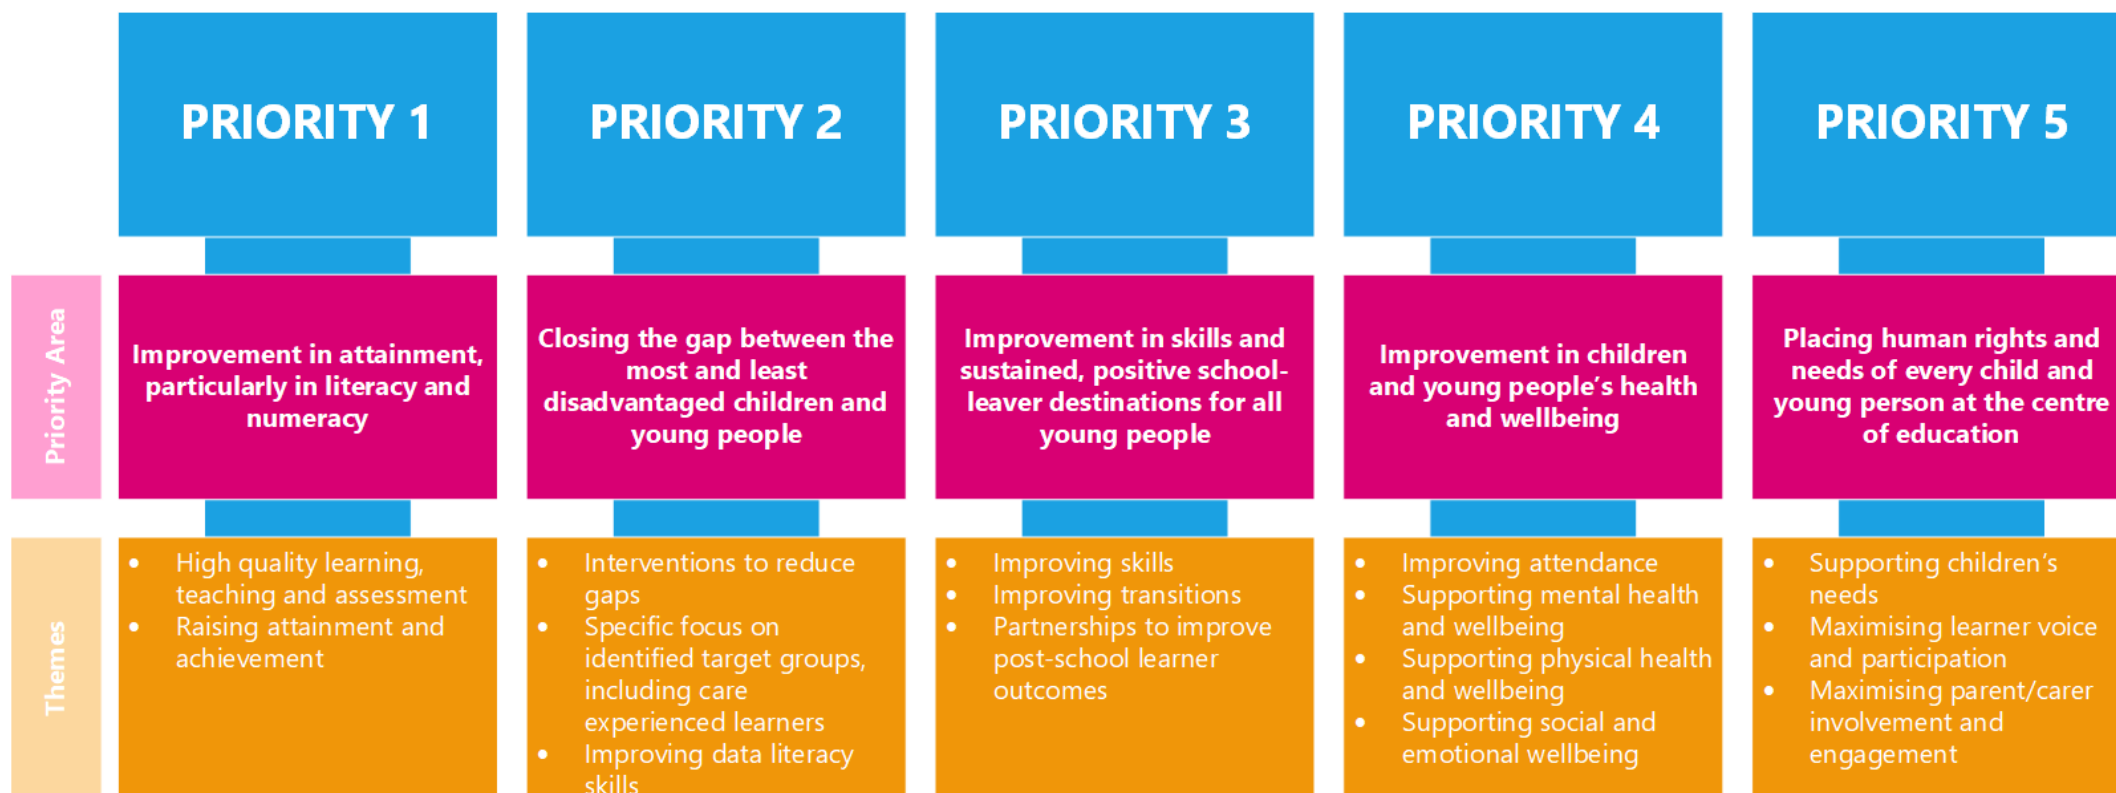 PRIORITY 1
PRIORITY 2
PRIORITY 3
PRIORITY 4
PRIORITY 5
Priority Area
Improvement in attainment,
particularly in literacy and
numeracy
Closing the gap between the
most and least
disadvantaged children and
young people
Improvement in skills and
sustained, positive school-
leaver destinations for all
young people
Improvement in children
and young people’s health
and wellbeing
Placing human rights and
needs of every child and
young person at the centre
of education
Themes
• High quality learning,
teaching and assessment
• Raising attainment and
achievement
• Interventions to reduce
gaps
• Specific focus on
identified target groups,
including care
experienced learners
• Improving data literacy
skills
• Improving skills
• Improving transitions
• Partnerships to improve
post-school learner
outcomes
• Improving attendance
• Supporting mental health
and wellbeing
• Supporting physical health
and wellbeing
• Supporting social and
emotional wellbeing
• Supporting children’s
needs
• Maximising learner voice
and participation
• Maximising parent/carer
involvement and
engagement